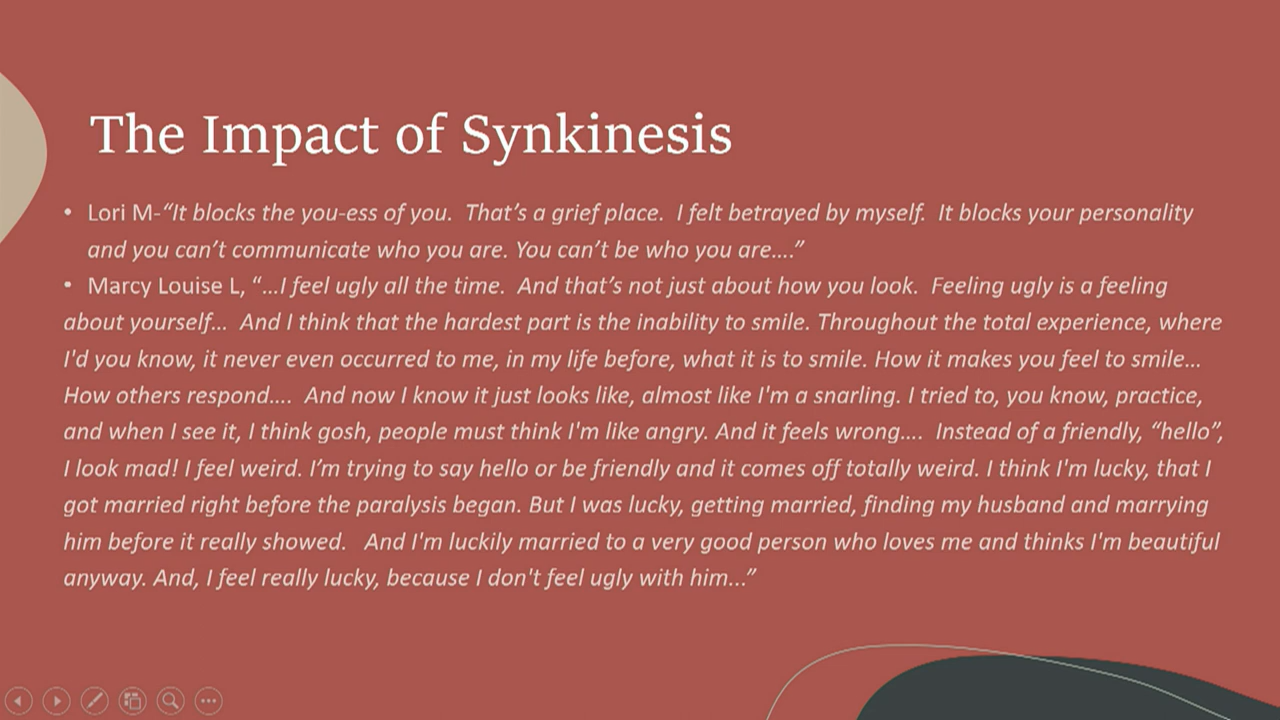 The Impact of Synkinesis
• Lori M-“It blocks the you-ess of you.  That’s a grief place.  I felt betrayed by myself.  It blocks your personality
and you can’t communicate who you are. You can’t be who you are….”
• Marcy Louise L, “…I feel ugly all the time.  And that’s not just about how you look.  Feeling ugly is a feeling
about yourself…  And I think that the hardest part is the inability to smile. Throughout the total experience, where
I'd you know, it never even occurred to me, in my life before, what it is to smile. How it makes you feel to smile…
How others respond….  And now I know it just looks like, almost like I'm a snarling. I tried to, you know, practice,
and when I see it, I think gosh, people must think I'm like angry. And it feels wrong….  Instead of a friendly, “hello”,
I look mad! I feel weird. I’m trying to say hello or be friendly and it comes off totally weird. I think I'm lucky, that I
got married right before the paralysis began. But I was lucky, getting married, finding my husband and marrying
him before it really showed.   And I'm luckily married to a very good person who loves me and thinks I'm beautiful
anyway. And, I feel really lucky, because I don't feel ugly with him...”